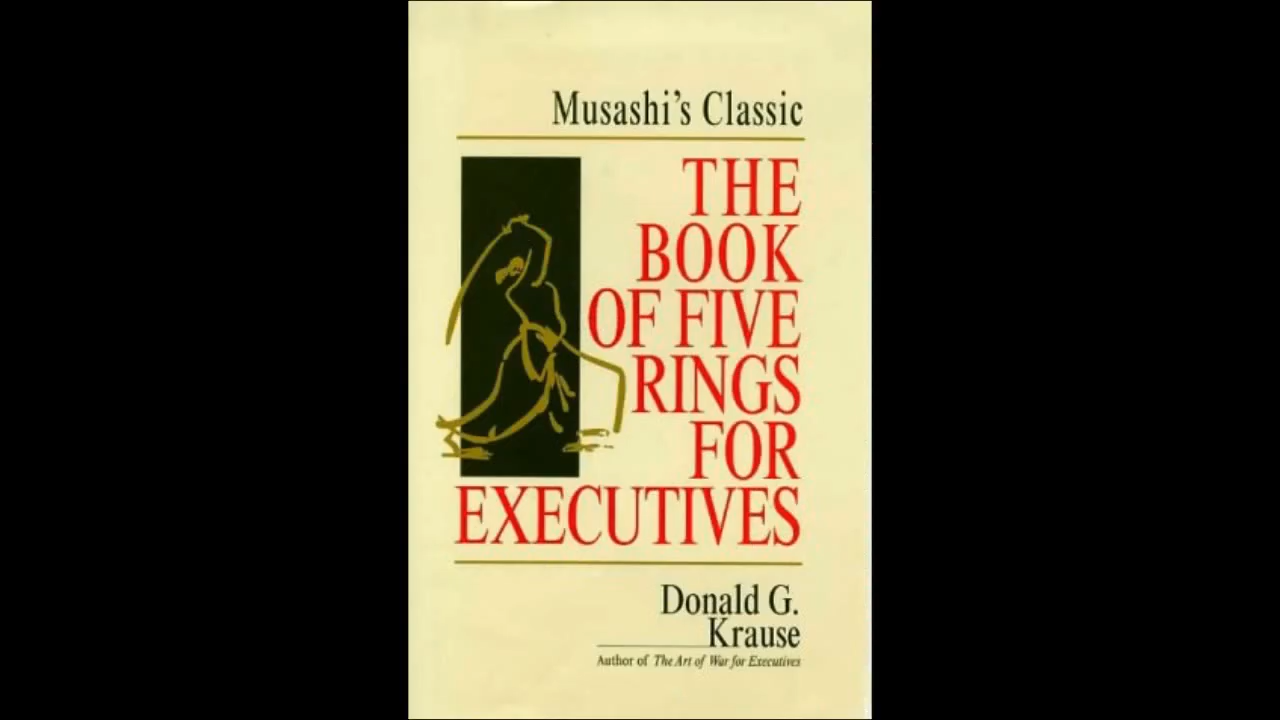 Musashi's Classic
THE
BOOK
OF FIVE
RINGS
FOR
EXECUTIVES
Donald G.
Krause
Author of The Art of War for Executives